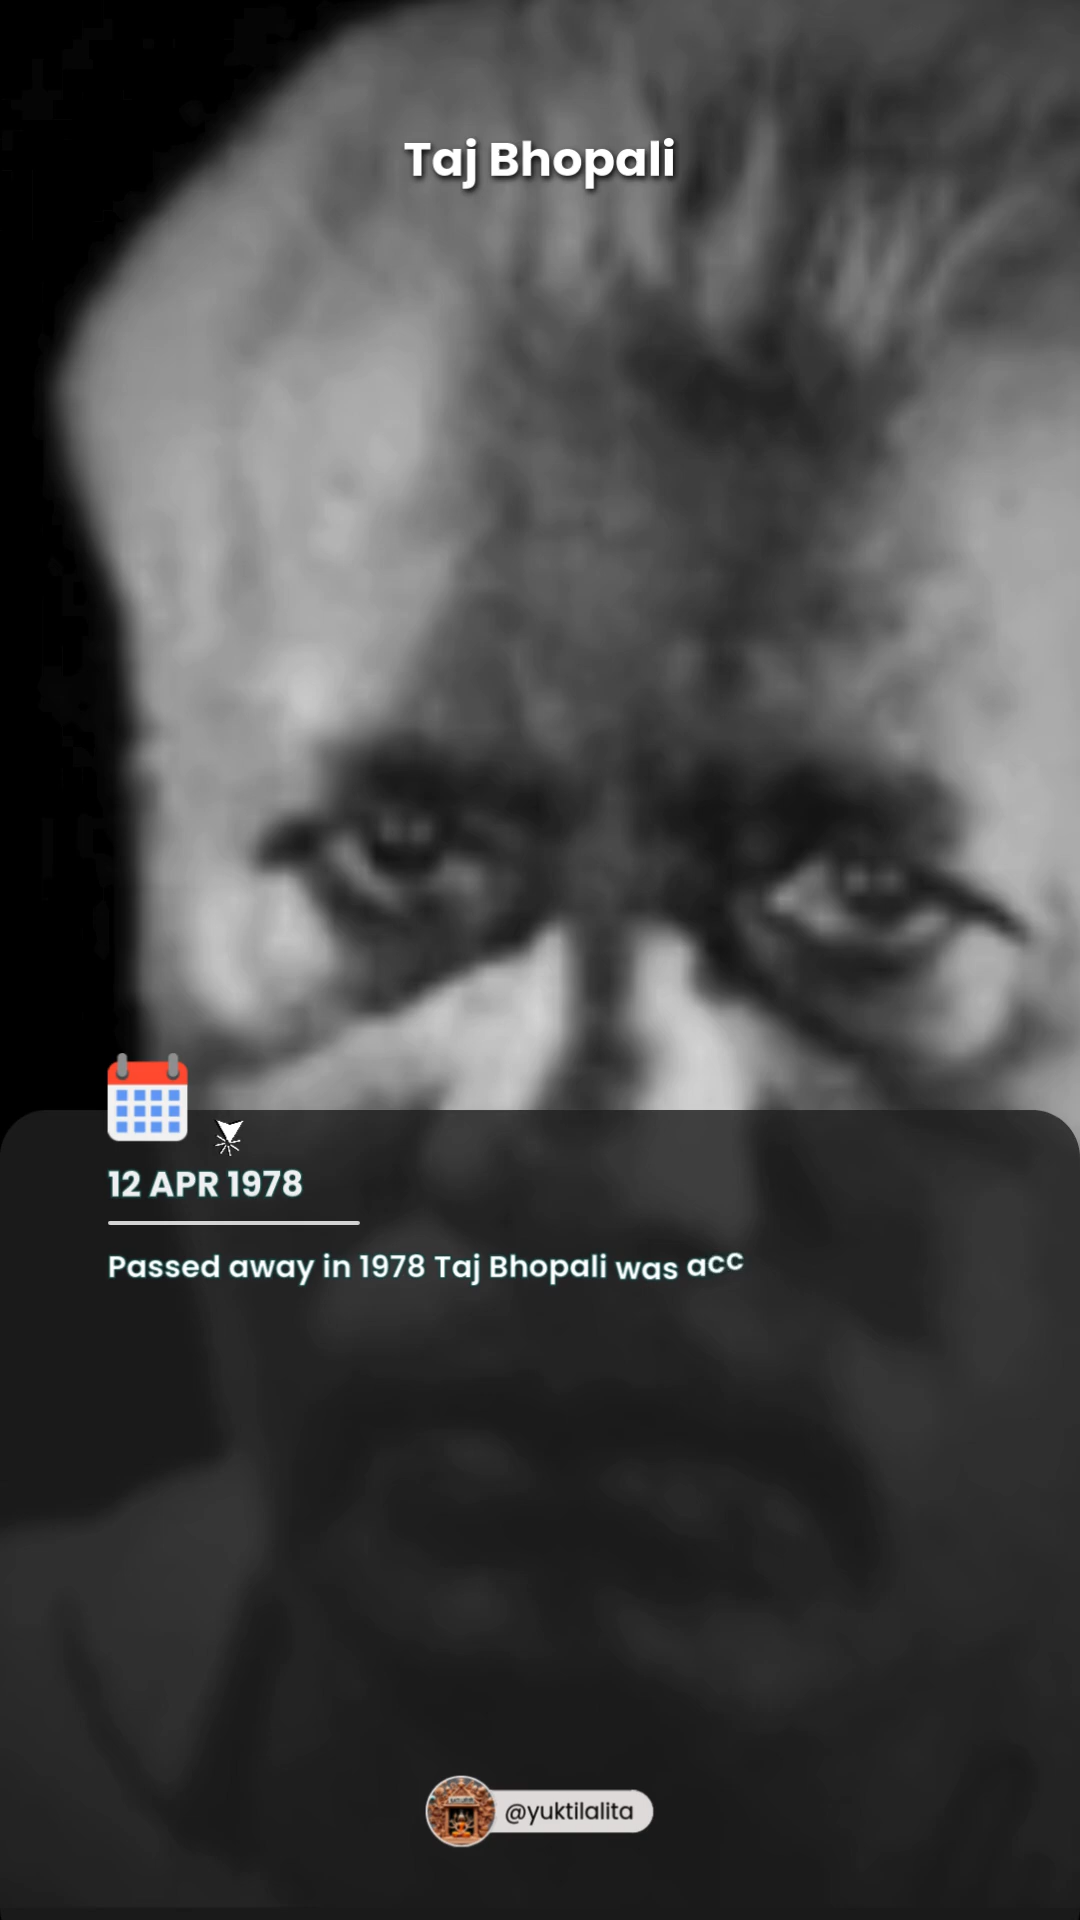 Taj Bhopali
12 APR 1978
Passed away in 1978 Taj Bhopali was acc
@yuktilalita